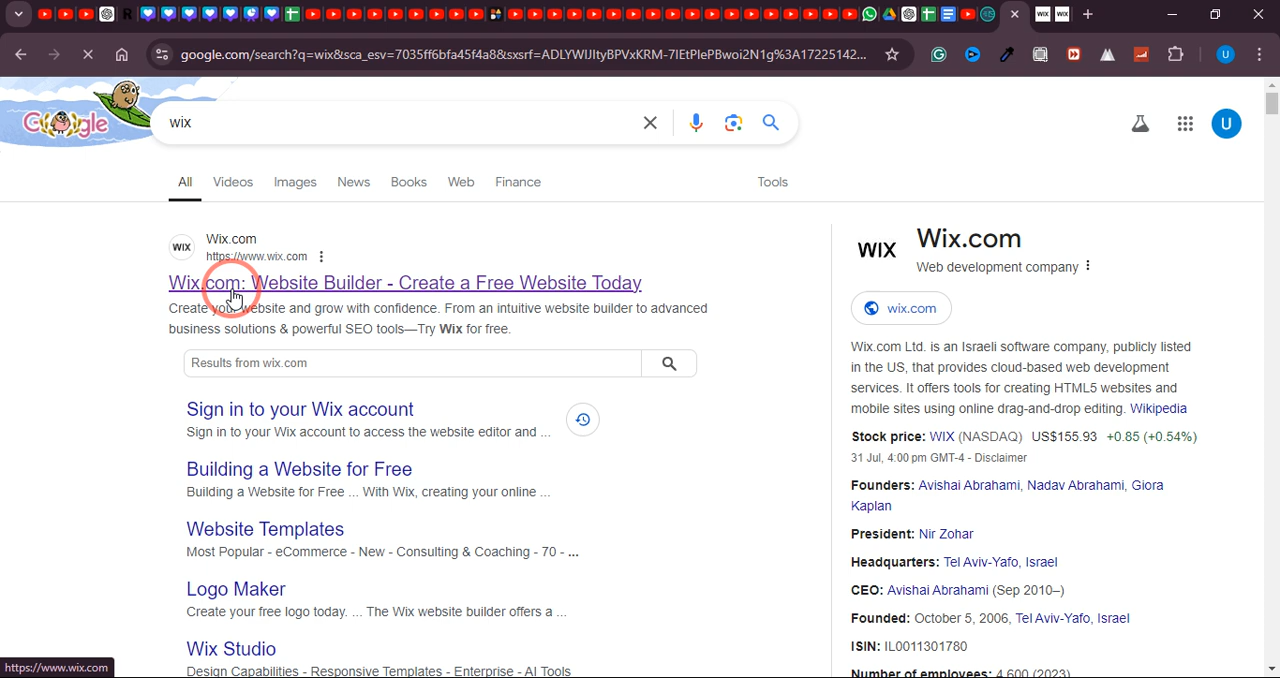 google.com/search?q=wix&sca_esv=7035ff6bfa45f4a8&sxsrf=ADLYWIJItyBPVxKRM-7IEtPlePBwoi2N1g%3A17225141422...
U
Google
wix
U
All Videos Images News Books Web Finance Tools
WIX
Wix.com
https://www.wix.com
Wix.com: Website Builder - Create a Free Website Today
Create your website and grow with confidence. From an intuitive website builder to advanced
business solutions & powerful SEO tools—Try Wix for free.
Results from wix.com
Sign in to your Wix account
Sign in to your Wix account to access the website editor and ...
Building a Website for Free
Building a Website for Free ... With Wix, creating your online ...
Website Templates
Most Popular - eCommerce - New - Consulting & Coaching - 70 - ...
Logo Maker
Create your free logo today. ... The Wix website builder offers a ...
Wix Studio
Design Capabilities - Responsive Templates - Enterprise - AI Tools
WIX
Wix.com
Web development company
wix.com
Wix.com Ltd. is an Israeli software company, publicly listed
in the US, that provides cloud-based web development
services. It offers tools for creating HTML5 websites and
mobile sites using online drag-and-drop editing. Wikipedia
Stock price: WIX (NASDAQ) US$155.93 +0.85 (+0.54%)
31 Jul, 4:00 pm GMT-4 - Disclaimer
Founders: Avishai Abrahami, Nadav Abrahami, Giora
Kaplan
President: Nir Zohar
Headquarters: Tel Aviv-Yafo, Israel
CEO: Avishai Abrahami (Sep 2010–)
Founded: October 5, 2006, Tel Aviv-Yafo, Israel
ISIN: IL0011301780
Number of employees: 4,600 (2023)
https://www.wix.com